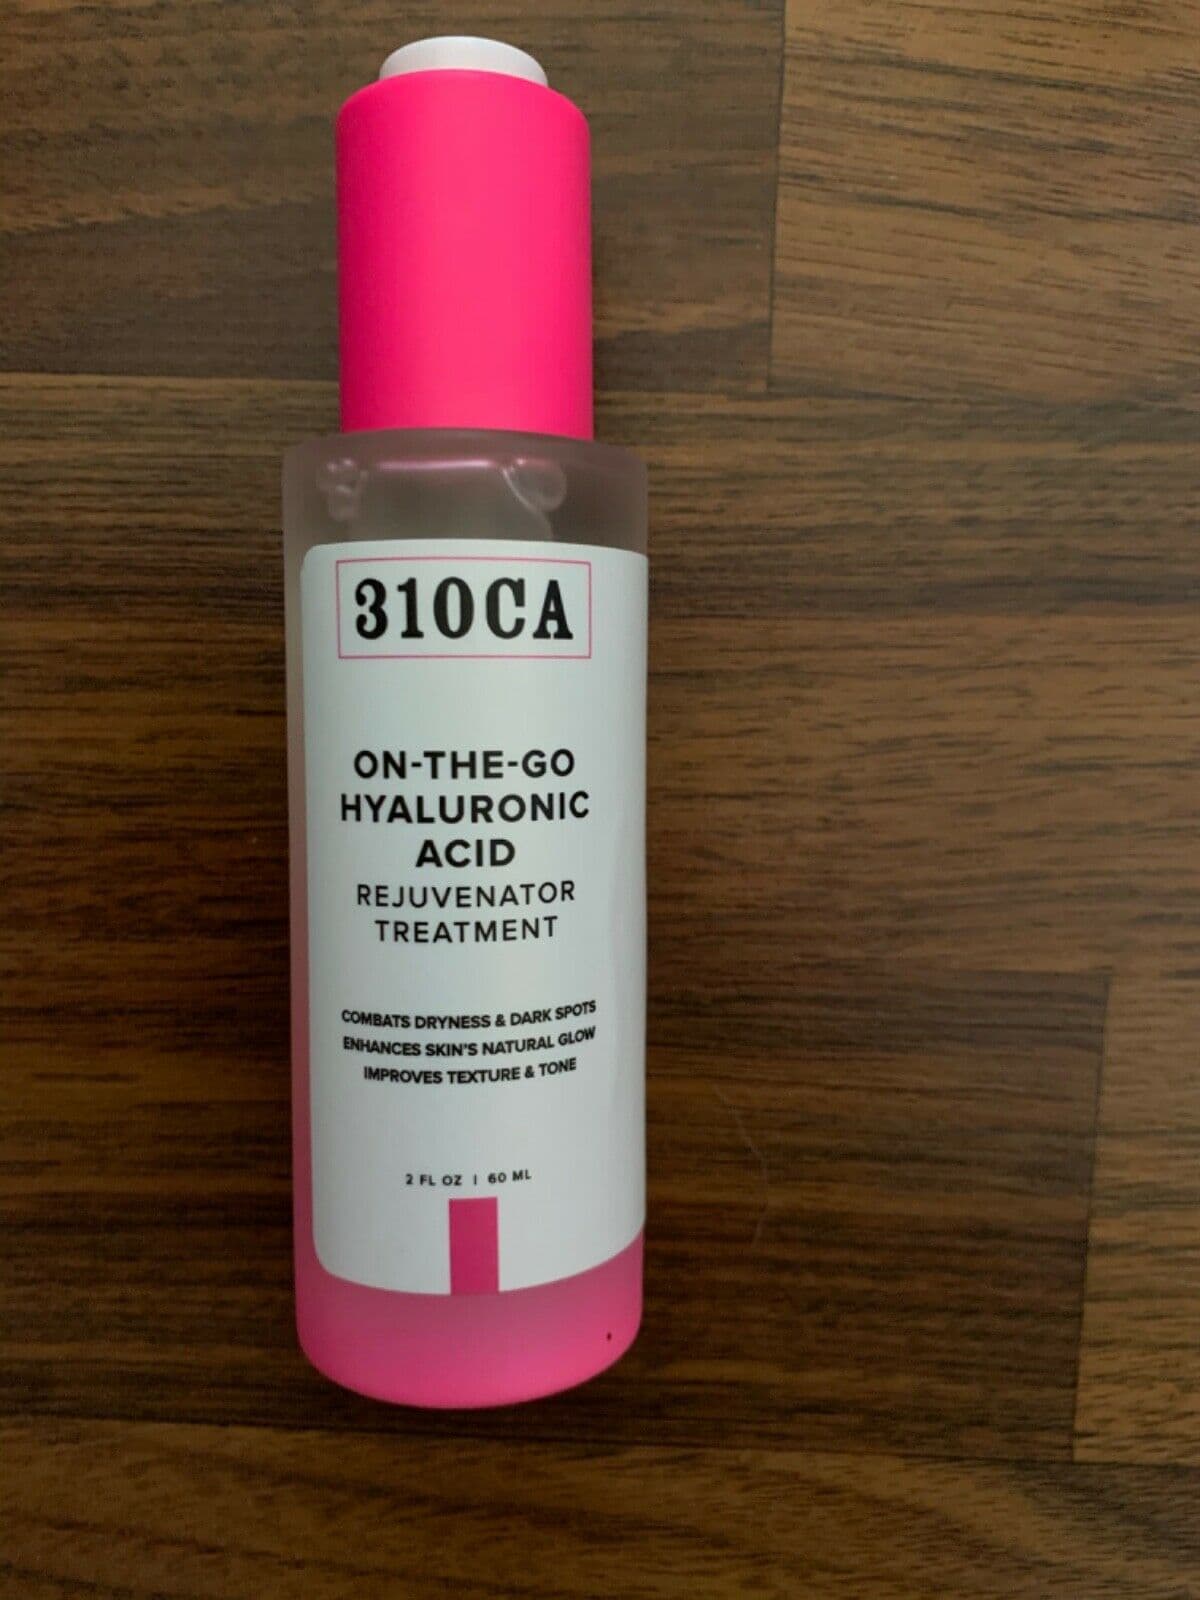 310CA
ON-THE-GO
HYALURONIC
ACID
REJUVENATOR
TREATMENT
COMBATS DRYNESS & DARK SPOTS
ENHANCES SKIN'S NATURAL GLOW
IMPROVES TEXTURE & TONE
2 FL OZ | 60 ML